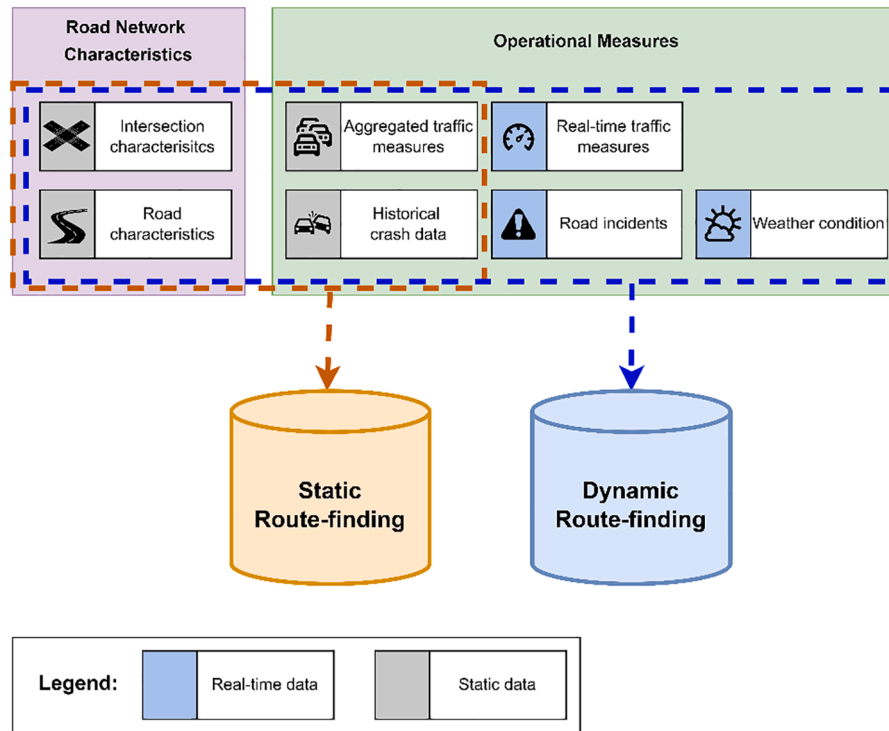 Road Network
Characteristics
Operational Measures
Intersection
characterisitcs
Aggregated traffic
measures
Real-time traffic
measures
Road
characteristics
Historical
crash data
Road incidents
Weather condition
Static
Route-finding
Dynamic
Route-finding
Legend:
Real-time data
Static data